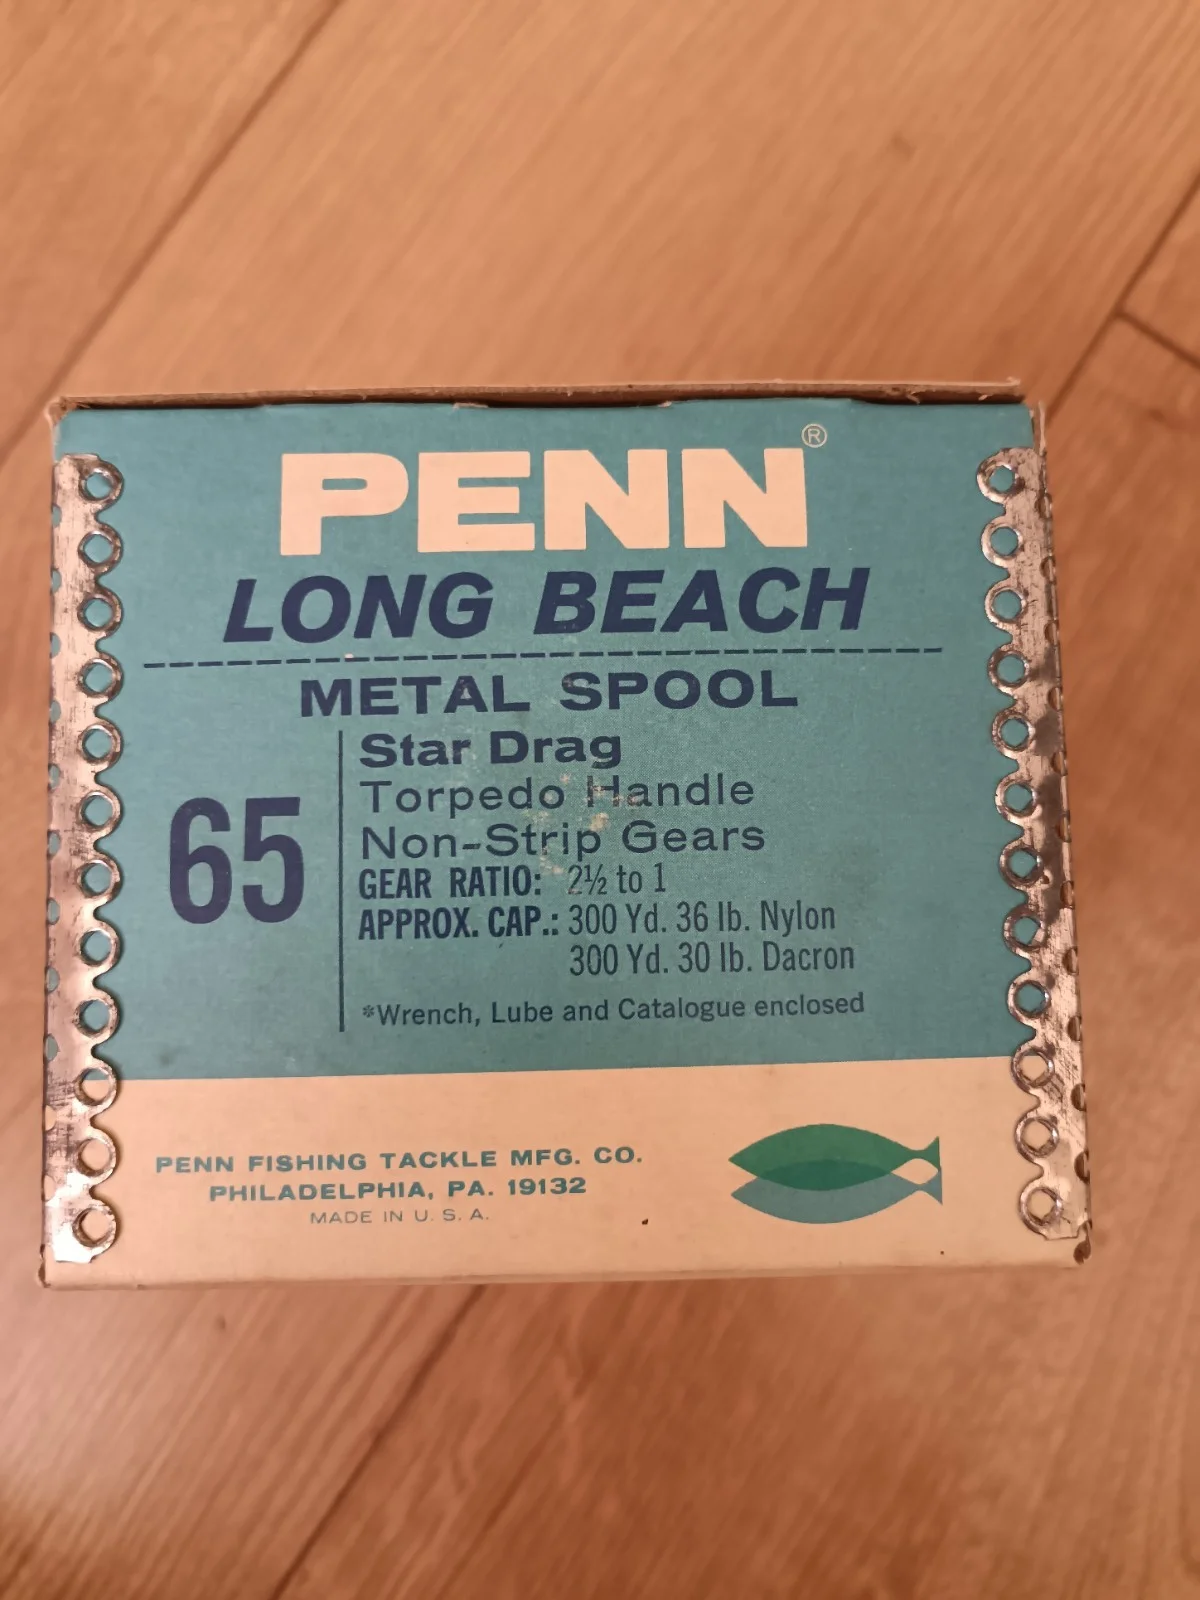 PENN®
LONG BEACH
METAL SPOOL
65
Star Drag
Torpedo Handle
Non-Strip Gears
GEAR RATIO: 2½ to 1
APPROX. CAP.: 300 Yd. 36 lb. Nylon
300 Yd. 30 lb. Dacron
*Wrench, Lube and Catalogue enclosed
PENN FISHING TACKLE MFG. CO.
PHILADELPHIA, PA. 19132
MADE IN U. S. A.